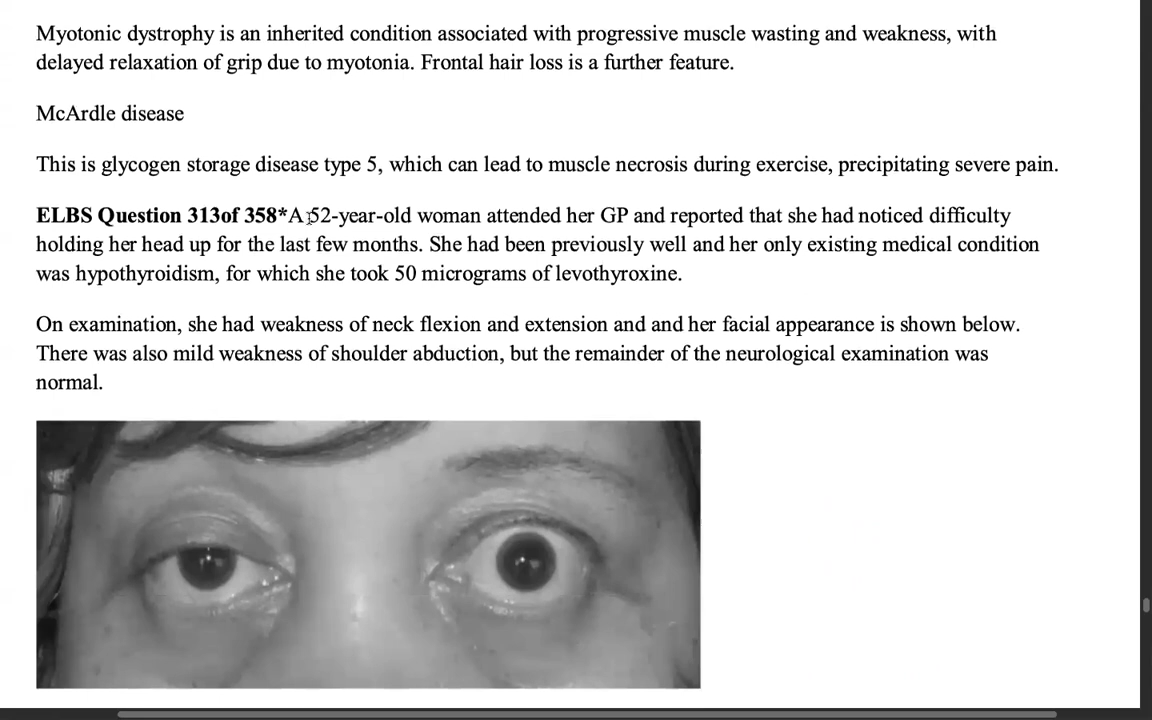 Myotonic dystrophy is an inherited condition associated with progressive muscle wasting and weakness, with
delayed relaxation of grip due to myotonia. Frontal hair loss is a further feature.
McArdle disease
This is glycogen storage disease type 5, which can lead to muscle necrosis during exercise, precipitating severe pain.
ELBS Question 313of 358*A 52-year-old woman attended her GP and reported that she had noticed difficulty
holding her head up for the last few months. She had been previously well and her only existing medical condition
was hypothyroidism, for which she took 50 micrograms of levothyroxine.
On examination, she had weakness of neck flexion and extension and and her facial appearance is shown below.
There was also mild weakness of shoulder abduction, but the remainder of the neurological examination was
normal.